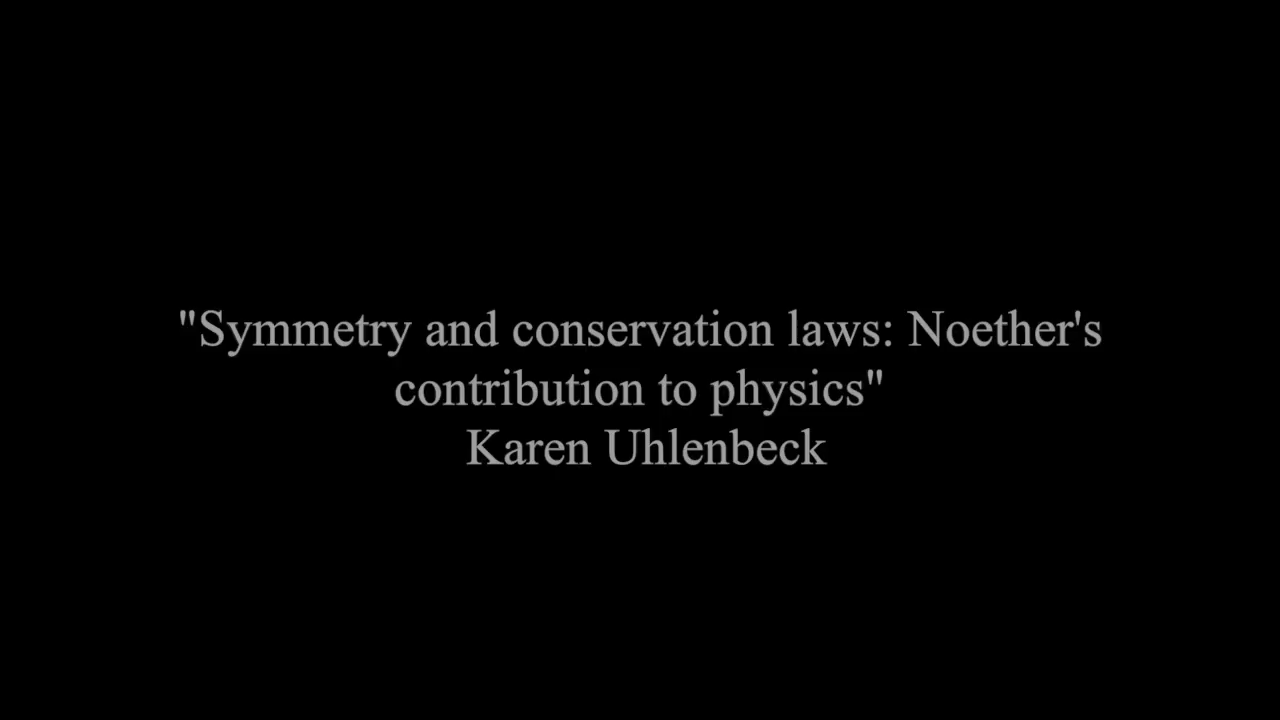 "Symmetry and conservation laws: Noether's
contribution to physics"
Karen Uhlenbeck